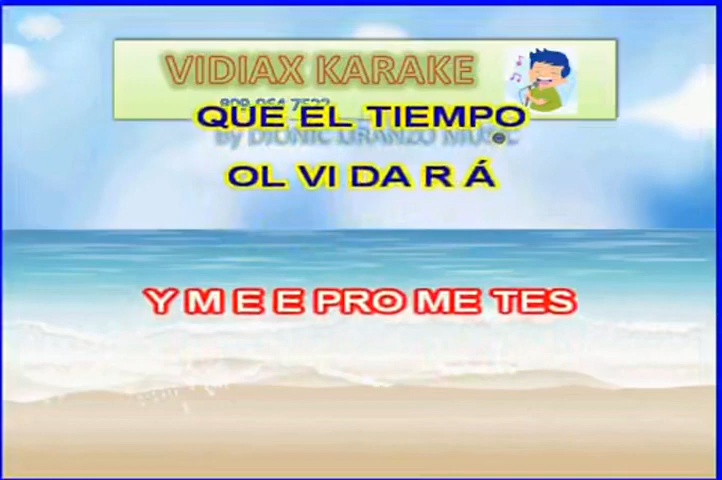 VIDIAX KARAKE
QUE EL TIEMPO
OL VI DA R Á
Y M E E PRO ME TES